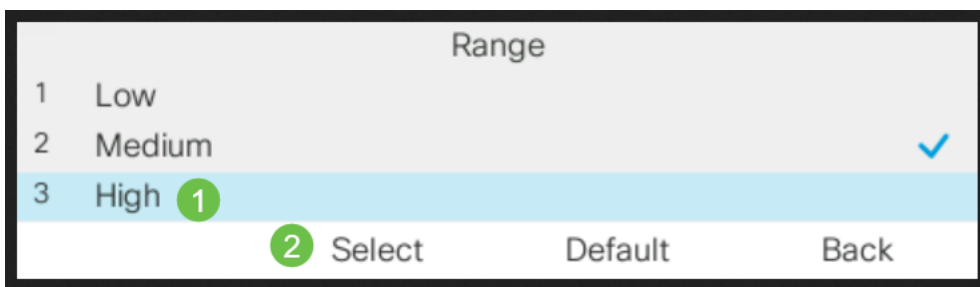 Range
1 Low
2 Medium
3 High 1
2 Select Default Back